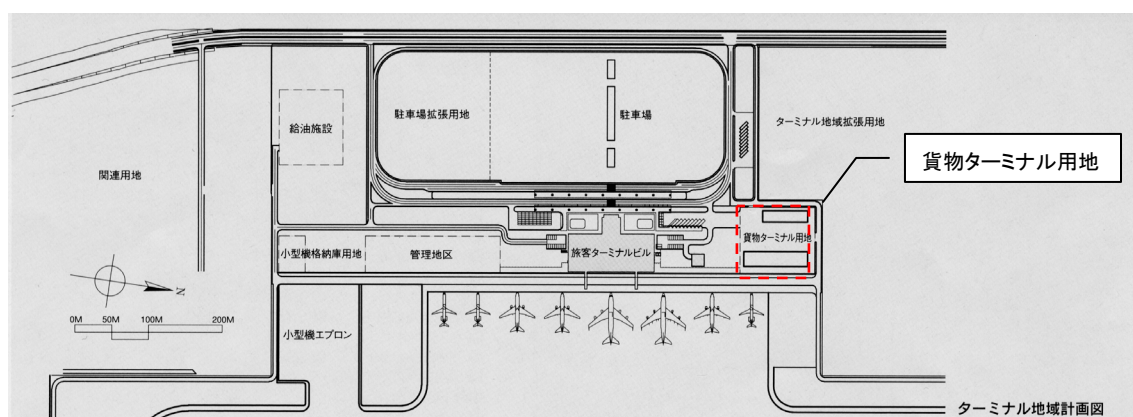 駐車場拡張用地
駐車場
ターミナル地域拡張用地
給油施設
貨物ターミナル用地
関連用地
小型機格納庫用地
管理地区
旅客ターミナルビル
貨物ターミナル用地
N
0M 50M 100M 200M
小型機エプロン
ターミナル地域計画図